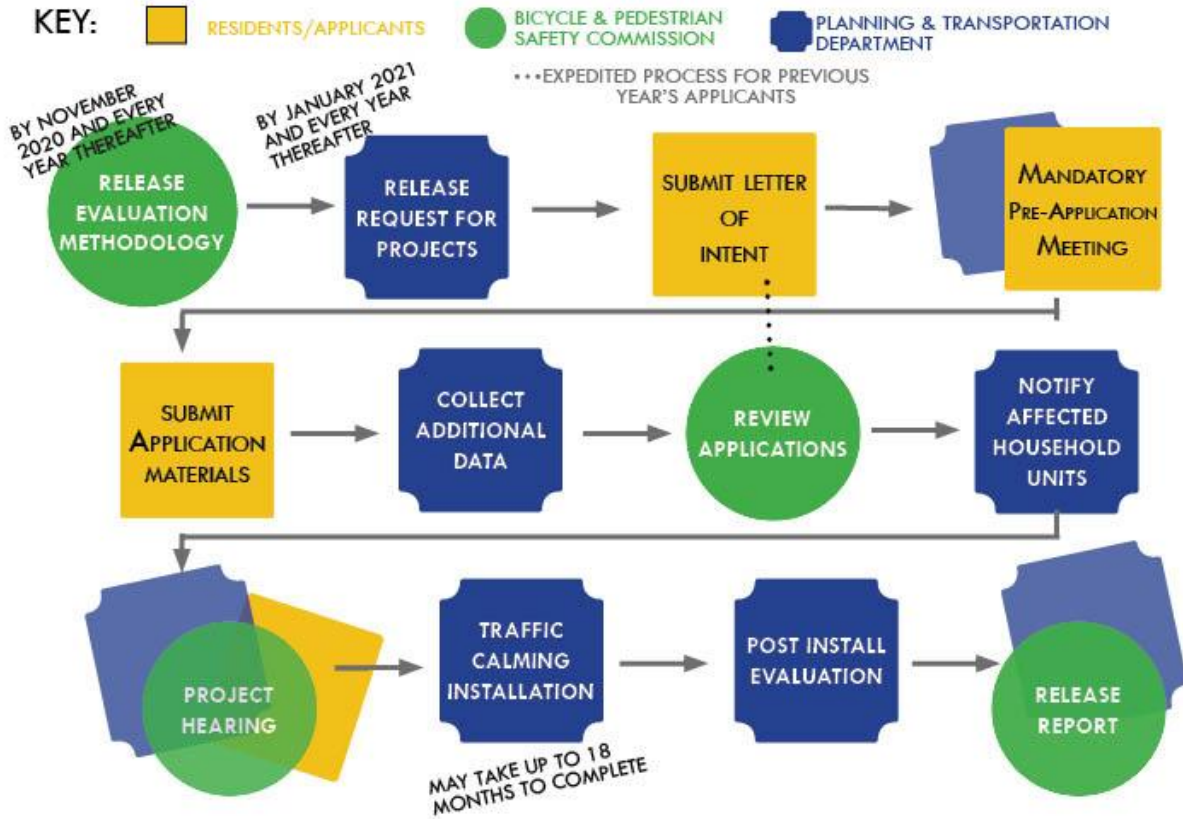 KEY:
RESIDENTS/APPLICANTS
BICYCLE & PEDESTRIAN
SAFETY COMMISSION
PLANNING & TRANSPORTATION
DEPARTMENT
...EXPEDITED PROCESS FOR PREVIOUS
YEAR'S APPLICANTS
BY NOVEMBER
2020 AND EVERY
YEAR THEREAFTER
RELEASE
EVALUATION
METHODOLOGY
BY JANUARY 2021
AND EVERY YEAR
THEREAFTER
RELEASE
REQUEST FOR
PROJECTS
SUBMIT LETTER
OF
INTENT
MANDATORY
PRE-APPLICATION
MEETING
SUBMIT
APPLICATION
MATERIALS
COLLECT
ADDITIONAL
DATA
REVIEW
APPLICATIONS
NOTIFY
AFFECTED
HOUSEHOLD
UNITS
PROJECT
HEARING
TRAFFIC
CALMING
INSTALLATION
MAY TAKE UP TO 18
MONTHS TO COMPLETE
POST INSTALL
EVALUATION
RELEASE
REPORT